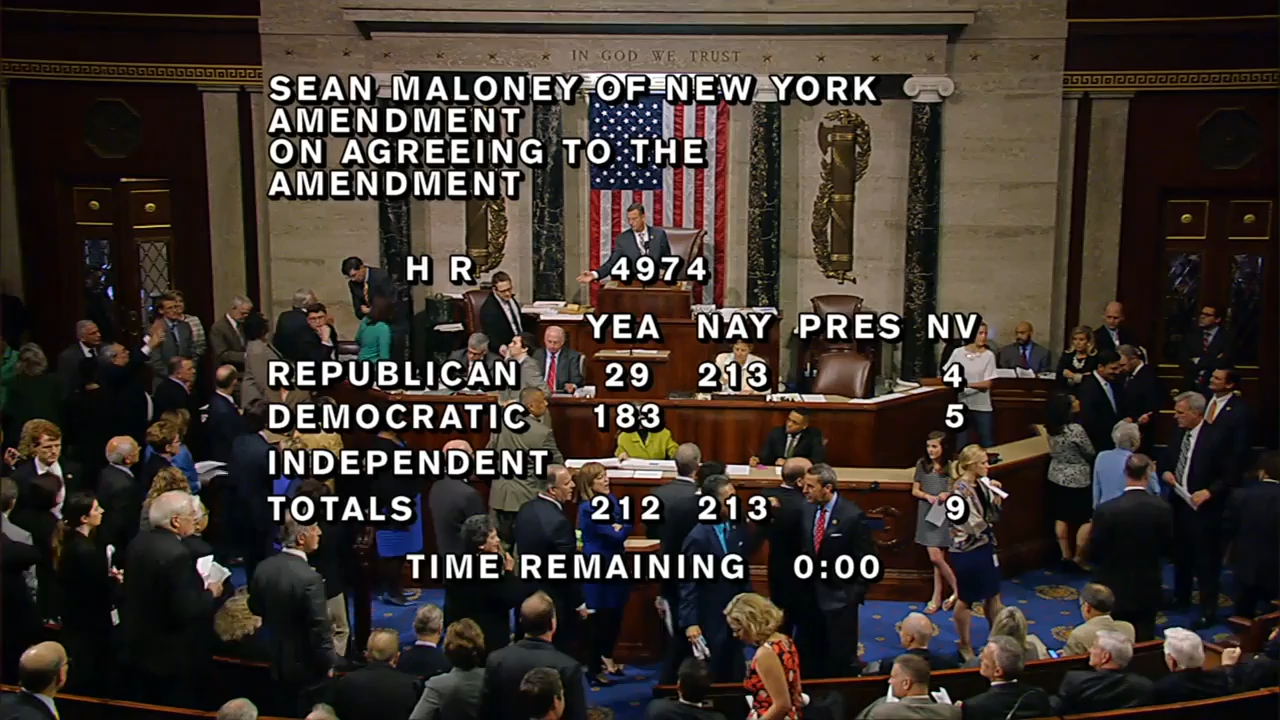 IN GOD WE TRUST
SEAN MALONEY OF NEW YORK
AMENDMENT
ON AGREEING TO THE
AMENDMENT
H R 4974
YEA NAY PRES NV
REPUBLICAN 29 213 4
DEMOCRATIC 183 5
INDEPENDENT
TOTALS 212 213 9
TIME REMAINING 0:00